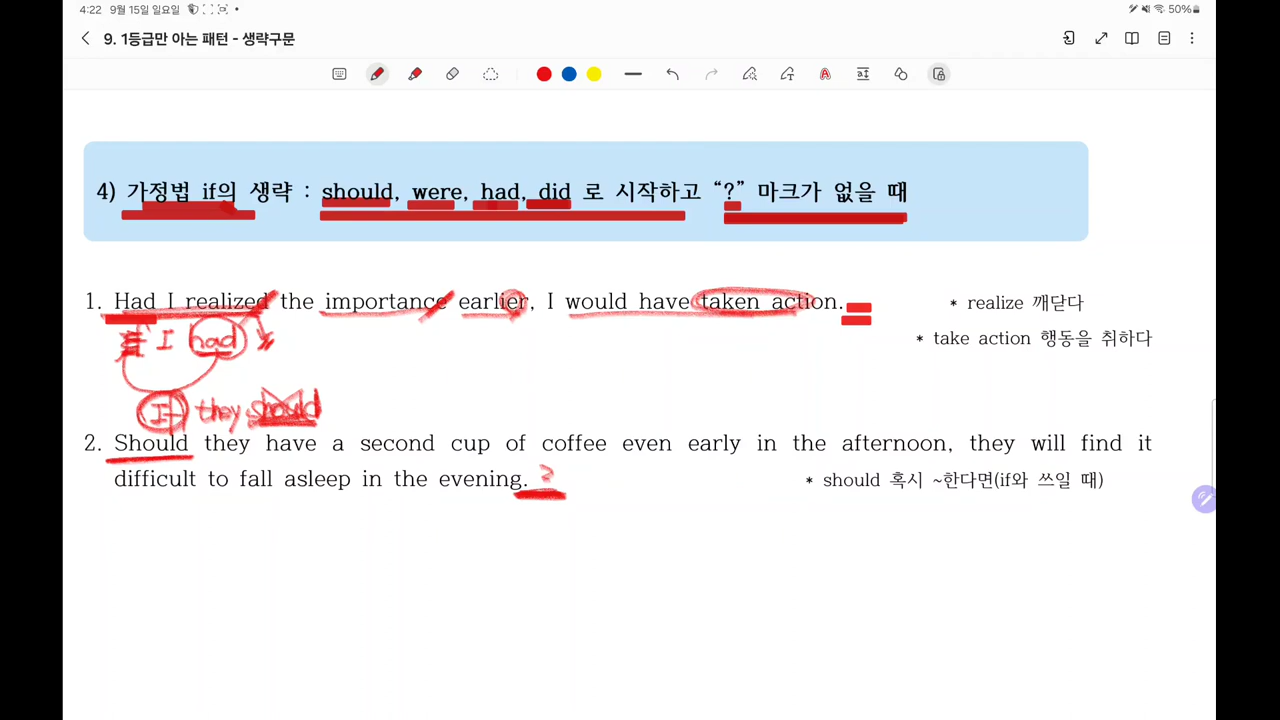 4:22 9월 15일 일요일 50%
9. 1등급만 아는 패턴 - 생략구문
4) 가정법 if의 생략 : should, were, had, did 로 시작하고 “?” 마크가 없을 때
1. Had I realized the importance earlier, I would have taken action. * realize 깨닫다
I had
* take action 행동을 취하다
If they should
2. Should they have a second cup of coffee even early in the afternoon, they will find it
difficult to fall asleep in the evening. ? * should 혹시 ~한다면(if와 쓰일 때)